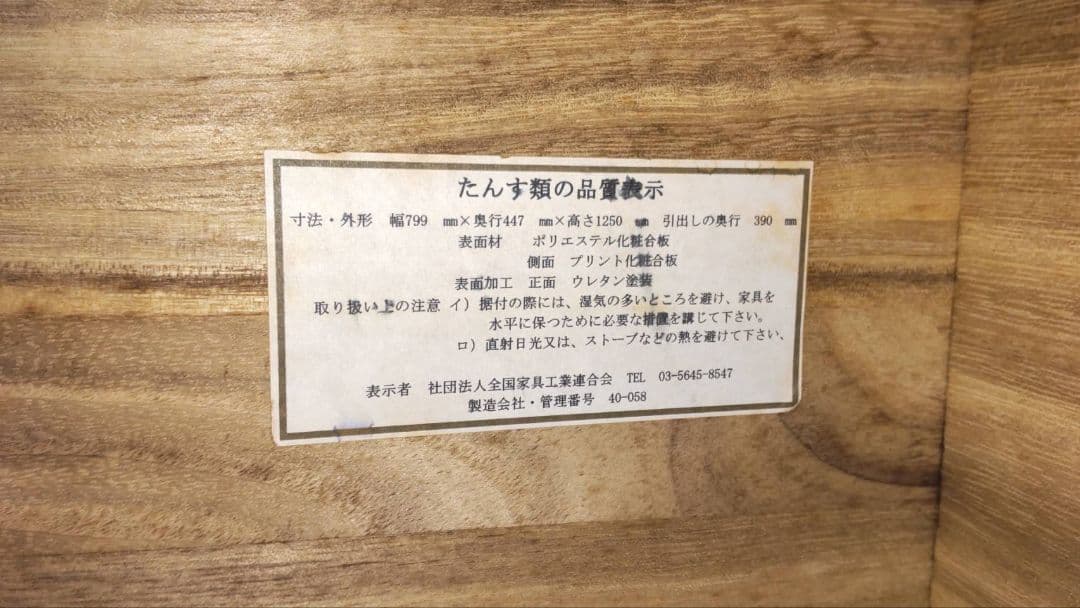 たんす類の品質表示
寸法・外形 幅799 mm×奥行447 mm×高さ1250 mm 引出しの奥行 390 mm
表面材 ポリエステル化粧合板
側面 プリント化粧合板
表面加工 正面 ウレタン塗装
取り扱い上の注意 イ) 据付の際には、湿気の多いところを避け、家具を
水平に保つために必要な措置を講じて下さい。
ロ) 直射日光又は、ストーブなどの熱を避けて下さい、
表示者 社団法人全国家具工業連合会 TEL 03-5645-8547
製造会社・管理番号 40-058